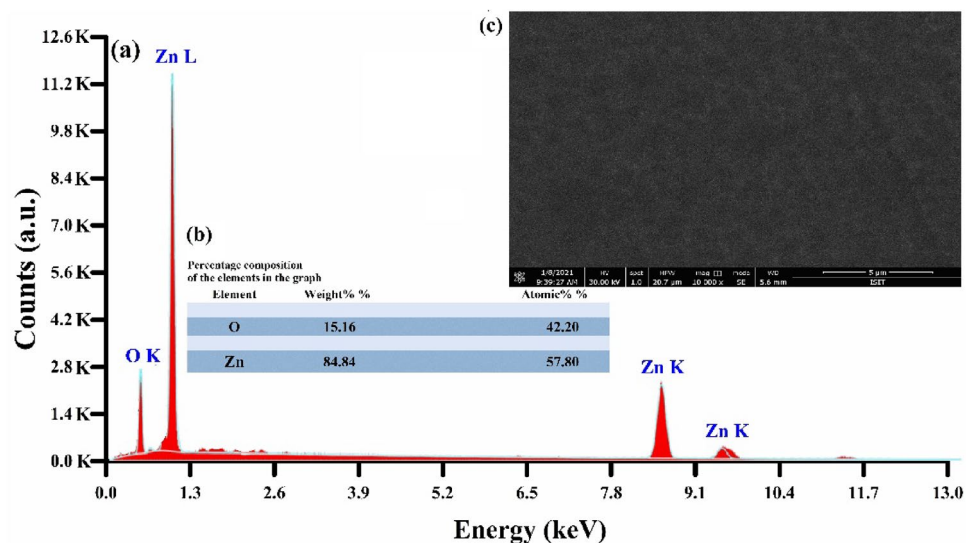 (a)
(c)
12.6 K
11.2 K
9.8 K
8.4 K
7.0 K
5.6 K
4.2 K
2.8 K
1.4 K
0.0 K
Counts (a.u.)
Zn L
O K
Zn K
Zn K
(b)
Percentage composition
of the elements in the graph
Element Weight% % Atomic% %
O 15.16 42.20
Zn 84.84 57.80
1/8/2021 HV spot HFW mag mode WD 5 µm
9:39:27 AM 30.00 kV 1.0 20.7 µm 10 000 x SE 5.6 mm ISET
0.0 1.3 2.6 3.9 5.2 6.5 7.8 9.1 10.4 11.7 13.0
Energy (keV)